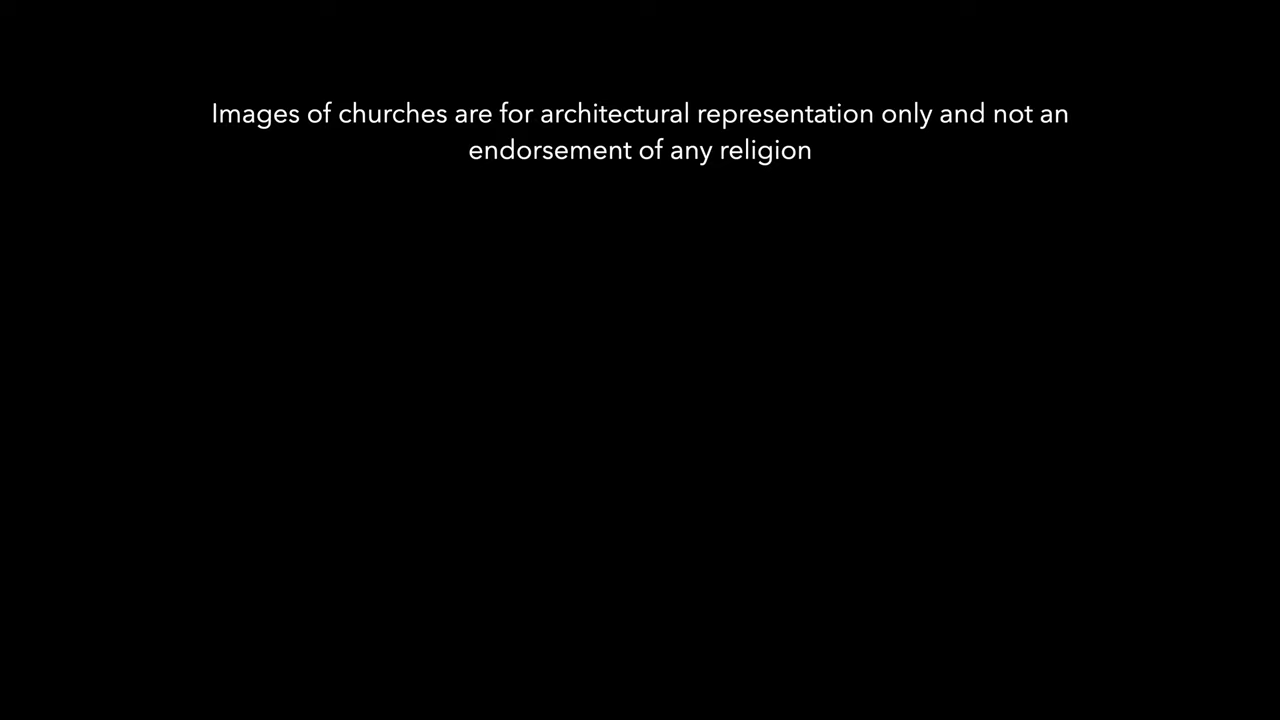 Images of churches are for architectural representation only and not an
endorsement of any religion